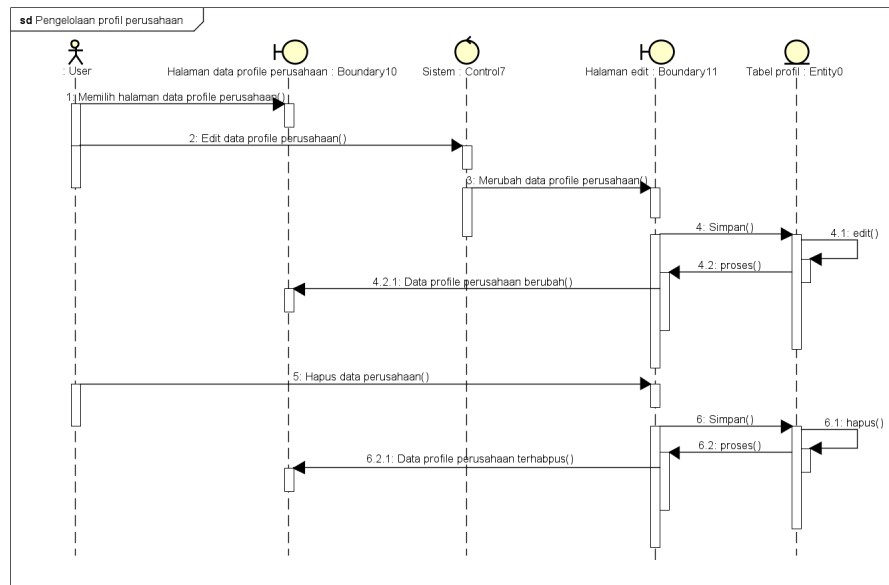 sd Pengelolaan profil perusahaan
: User
Halaman data profile perusahaan : Boundary10
Sistem : Control7
Halaman edit : Boundary11
Tabel profil : Entity0
1: Memilih halaman data profile perusahaan()
2: Edit data profile perusahaan()
3: Merubah data profile perusahaan()
4: Simpan()
4.1: edit()
4.2: proses()
4.2.1: Data profile perusahaan berubah()
5: Hapus data perusahaan()
6: Simpan()
6.1: hapus()
6.2: proses()
6.2.1: Data profile perusahaan terhabpus()